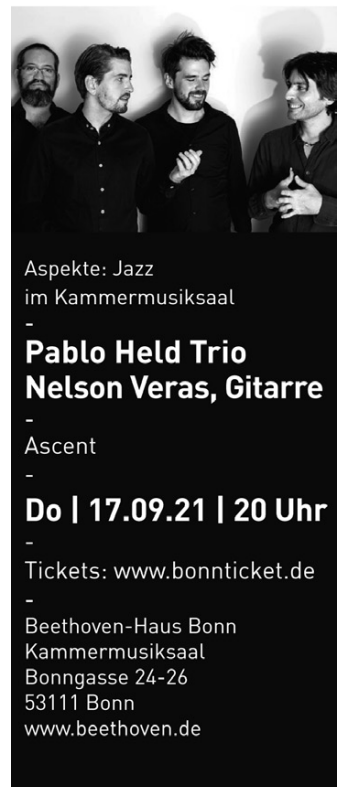 Aspekte: Jazz
im Kammermusiksaal
-
Pablo Held Trio
Nelson Veras, Gitarre
-
Ascent
-
Do | 17.09.21 | 20 Uhr
-
Tickets: www.bonnticket.de
-
Beethoven-Haus Bonn
Kammermusiksaal
Bonngasse 24-26
53111 Bonn
www.beethoven.de